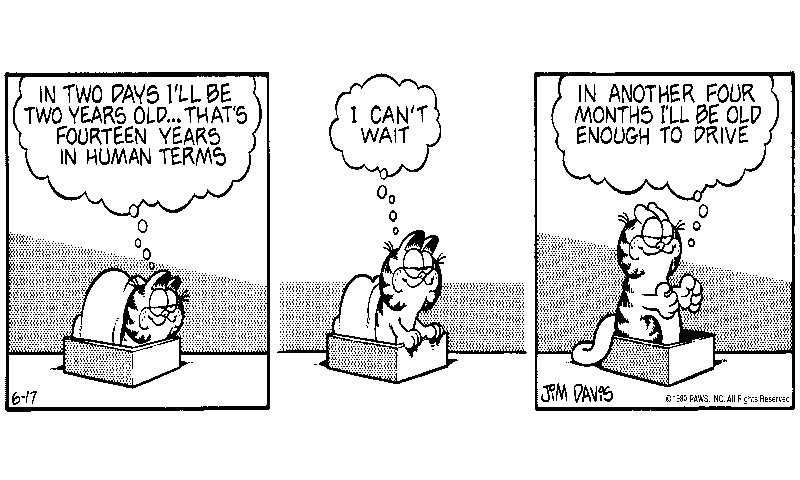 IN TWO DAYS I'LL BE
TWO YEARS OLD... THAT'S
FOURTEEN YEARS
IN HUMAN TERMS
I CAN'T
WAIT
IN ANOTHER FOUR
MONTHS I'LL BE OLD
ENOUGH TO DRIVE
6-17
JIM DAVIS
© 1980 PAWS, INC. All Rights Reserved